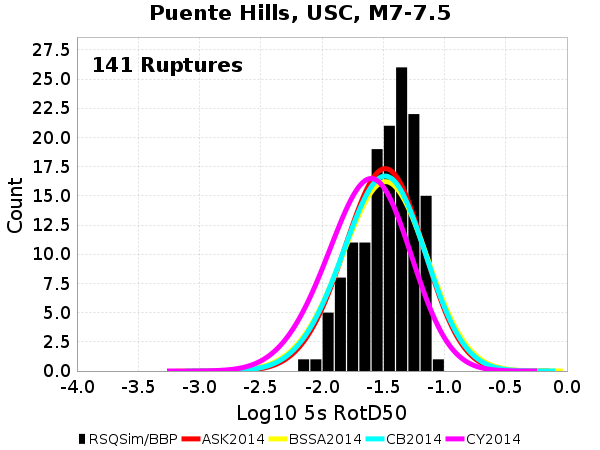 Puente Hills, USC, M7-7.5
141 Ruptures
27.5
25.0
22.5
20.0
17.5
15.0
12.5
10.0
7.5
5.0
2.5
0.0
Count
-4.0 -3.5 -3.0 -2.5 -2.0 -1.5 -1.0 -0.5 0.0
Log10 5s RotD50
RSQSim/BBP ASK2014 BSSA2014 CB2014 CY2014